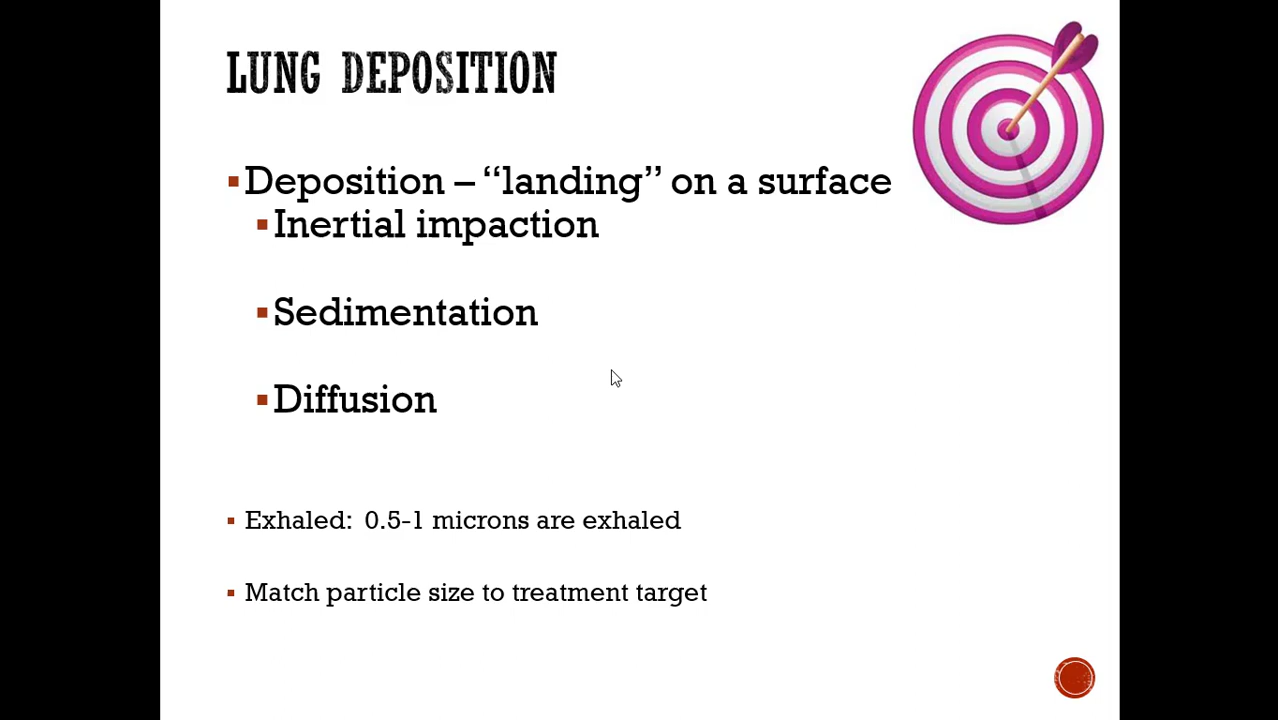 LUNG DEPOSITION
▪Deposition – “landing” on a surface
▪Inertial impaction
▪Sedimentation
▪Diffusion
▪ Exhaled: 0.5-1 microns are exhaled
▪ Match particle size to treatment target